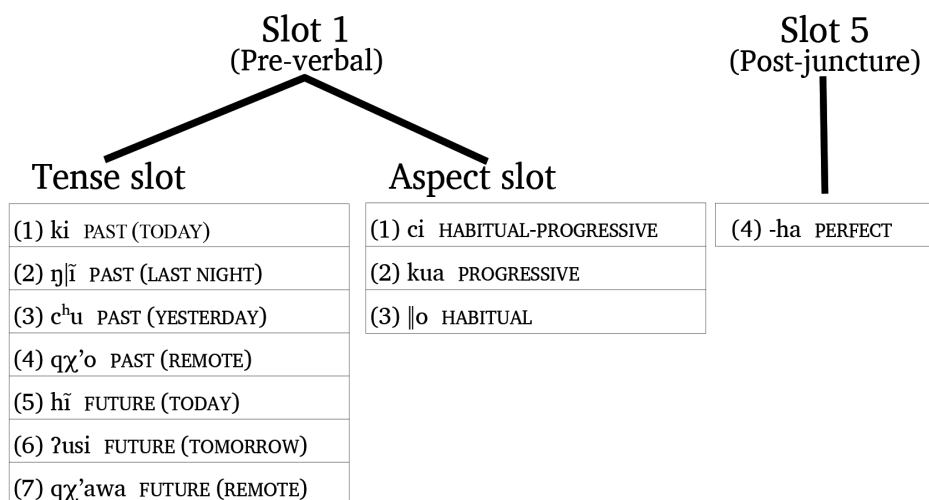 Slot 1
(Pre-verbal)
Slot 5
(Post-juncture)
Tense slot
Aspect slot
(1) ki PAST (TODAY)
(2) ŋ|ĩ PAST (LAST NIGHT)
(3) cʰu PAST (YESTERDAY)
(4) qχ’o PAST (REMOTE)
(5) hĩ FUTURE (TODAY)
(6) ʔusi FUTURE (TOMORROW)
(7) qχ’awa FUTURE (REMOTE)
(1) ci HABITUAL-PROGRESSIVE
(2) kua PROGRESSIVE
(3) ‖o HABITUAL
(4) -ha PERFECT